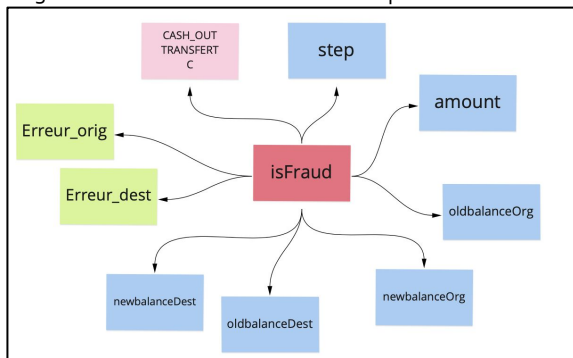 CASH_OUT
TRANSFERT
C
step
amount
Erreur_orig
isFraud
Erreur_dest
oldbalanceOrg
newbalanceDest
oldbalanceDest
newbalanceOrg